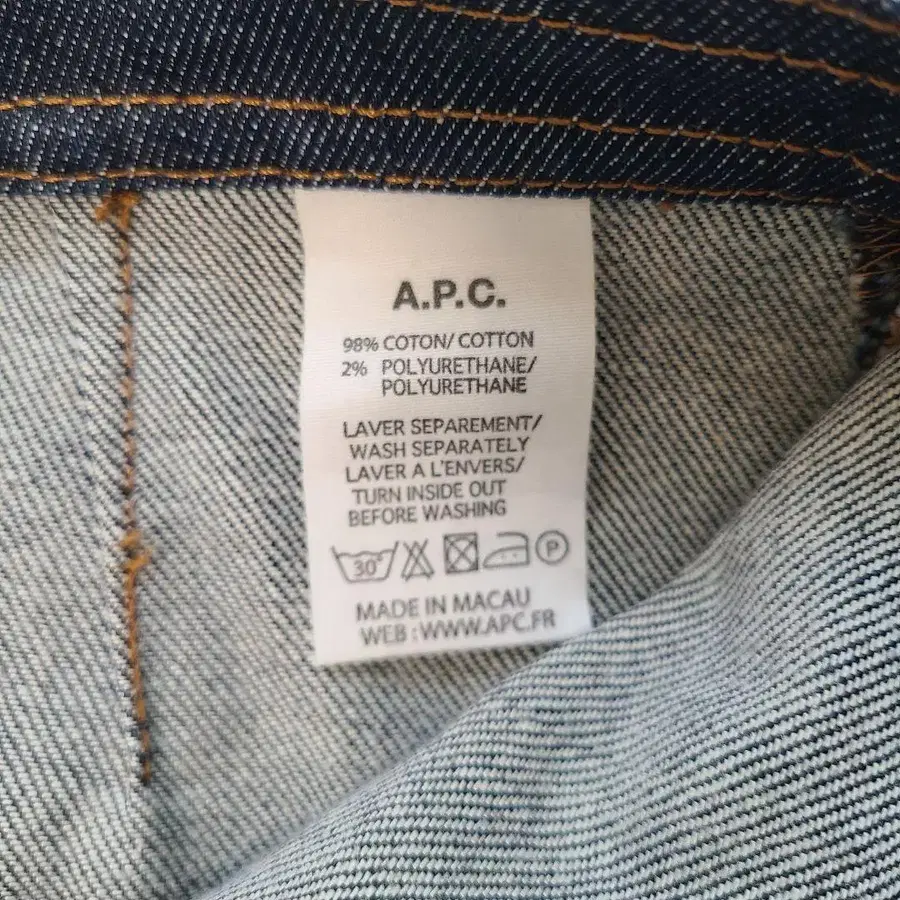 A.P.C.
98% COTON/ COTTON
2% POLYURETHANE/
POLYURETHANE
LAVER SEPAREMENT/
WASH SEPARATELY
LAVER A L'ENVERS/
TURN INSIDE OUT
BEFORE WASHING
30° P
MADE IN MACAU
WEB : WWW.APC.FR